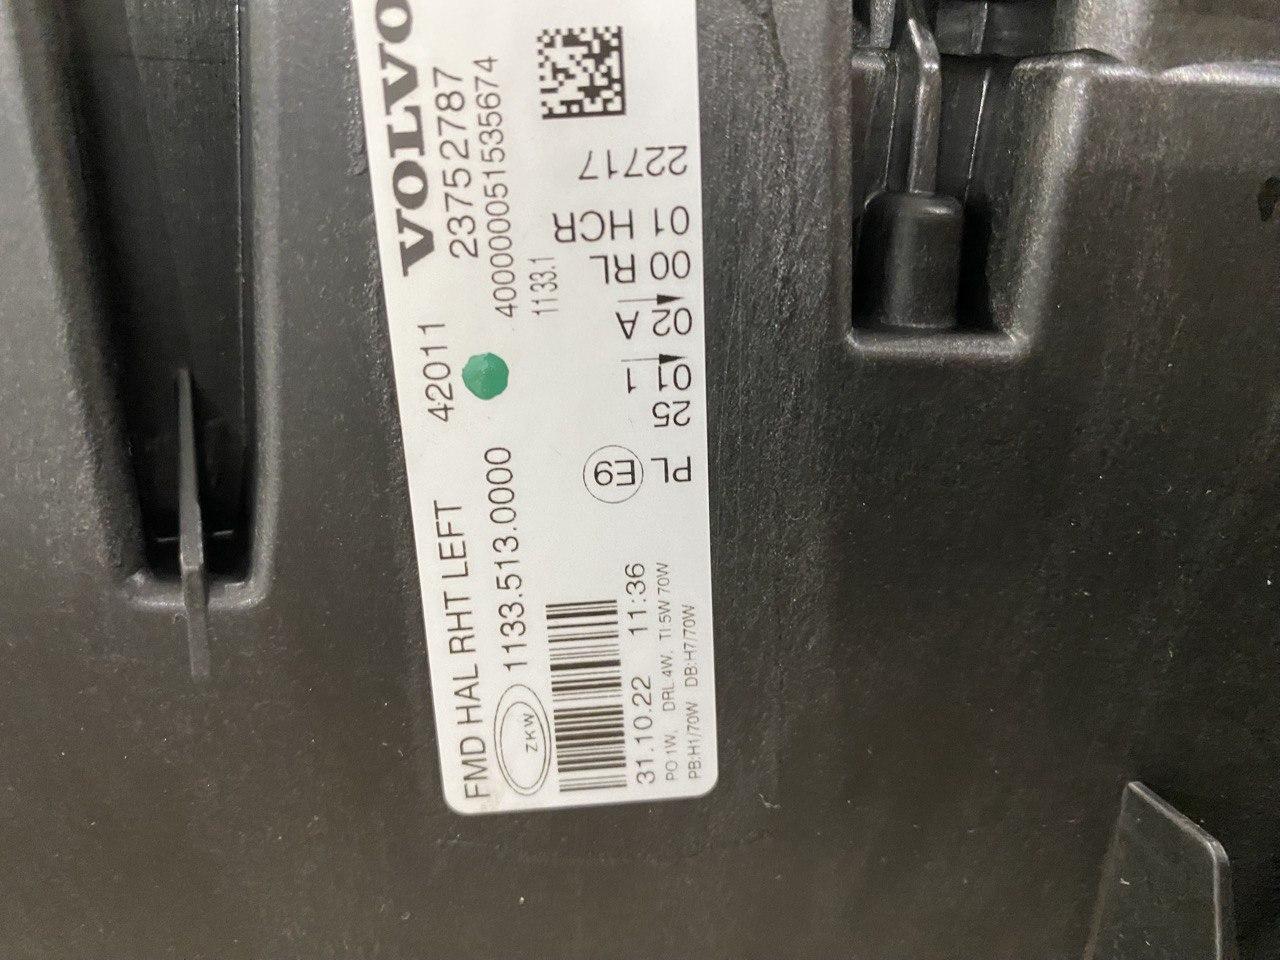 VOLVO
FMD HAL RHT LEFT 42011 23752787
ZKW 1133.513.0000 400000051535674
1133.1
31.10.22 11:36
PO 1W, DRL 4W, TI 5W 70W
PB:H1/70W DB:H7/70W
E9
22717
01 HCR
00 RL
02 A
01 1
25
PL